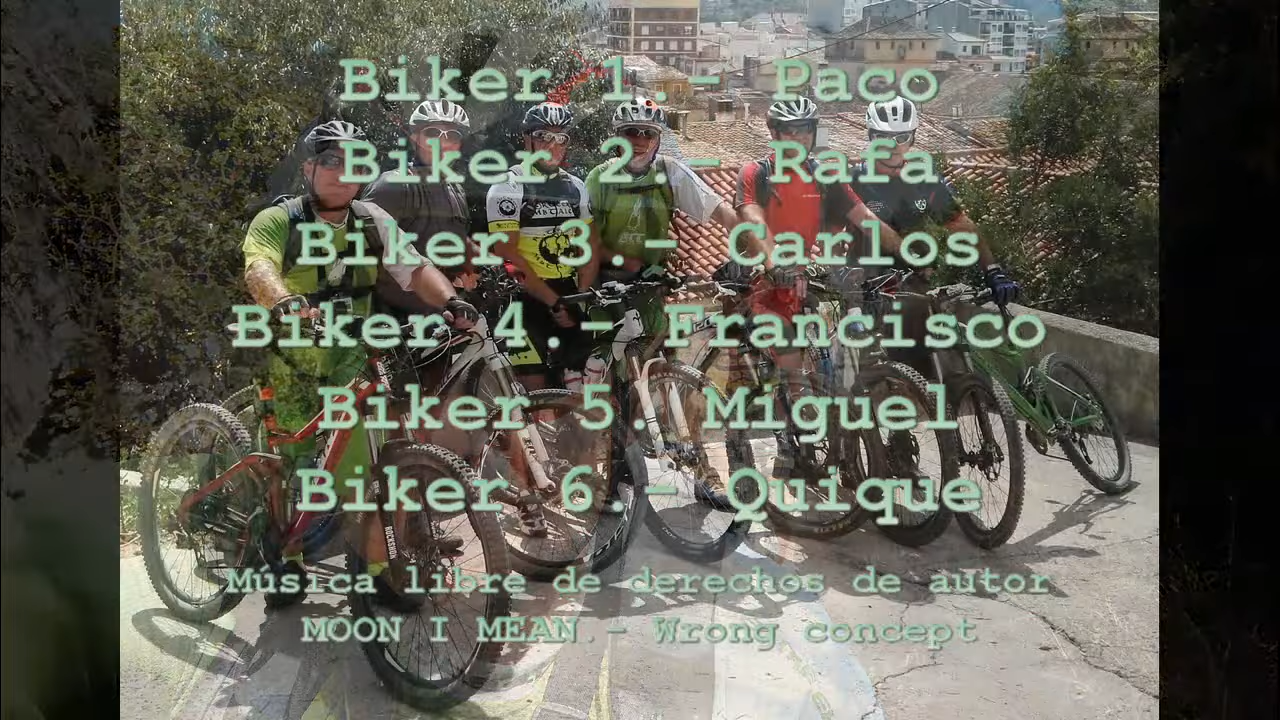 Biker 1.- Paco
Biker 2.- Rafa
Biker 3.- Carlos
Biker 4.- Francisco
Biker 5. Miguel
Biker 6.- Quique
Música libre de derechos de autor
MOON I MEAN.- Wrong concept